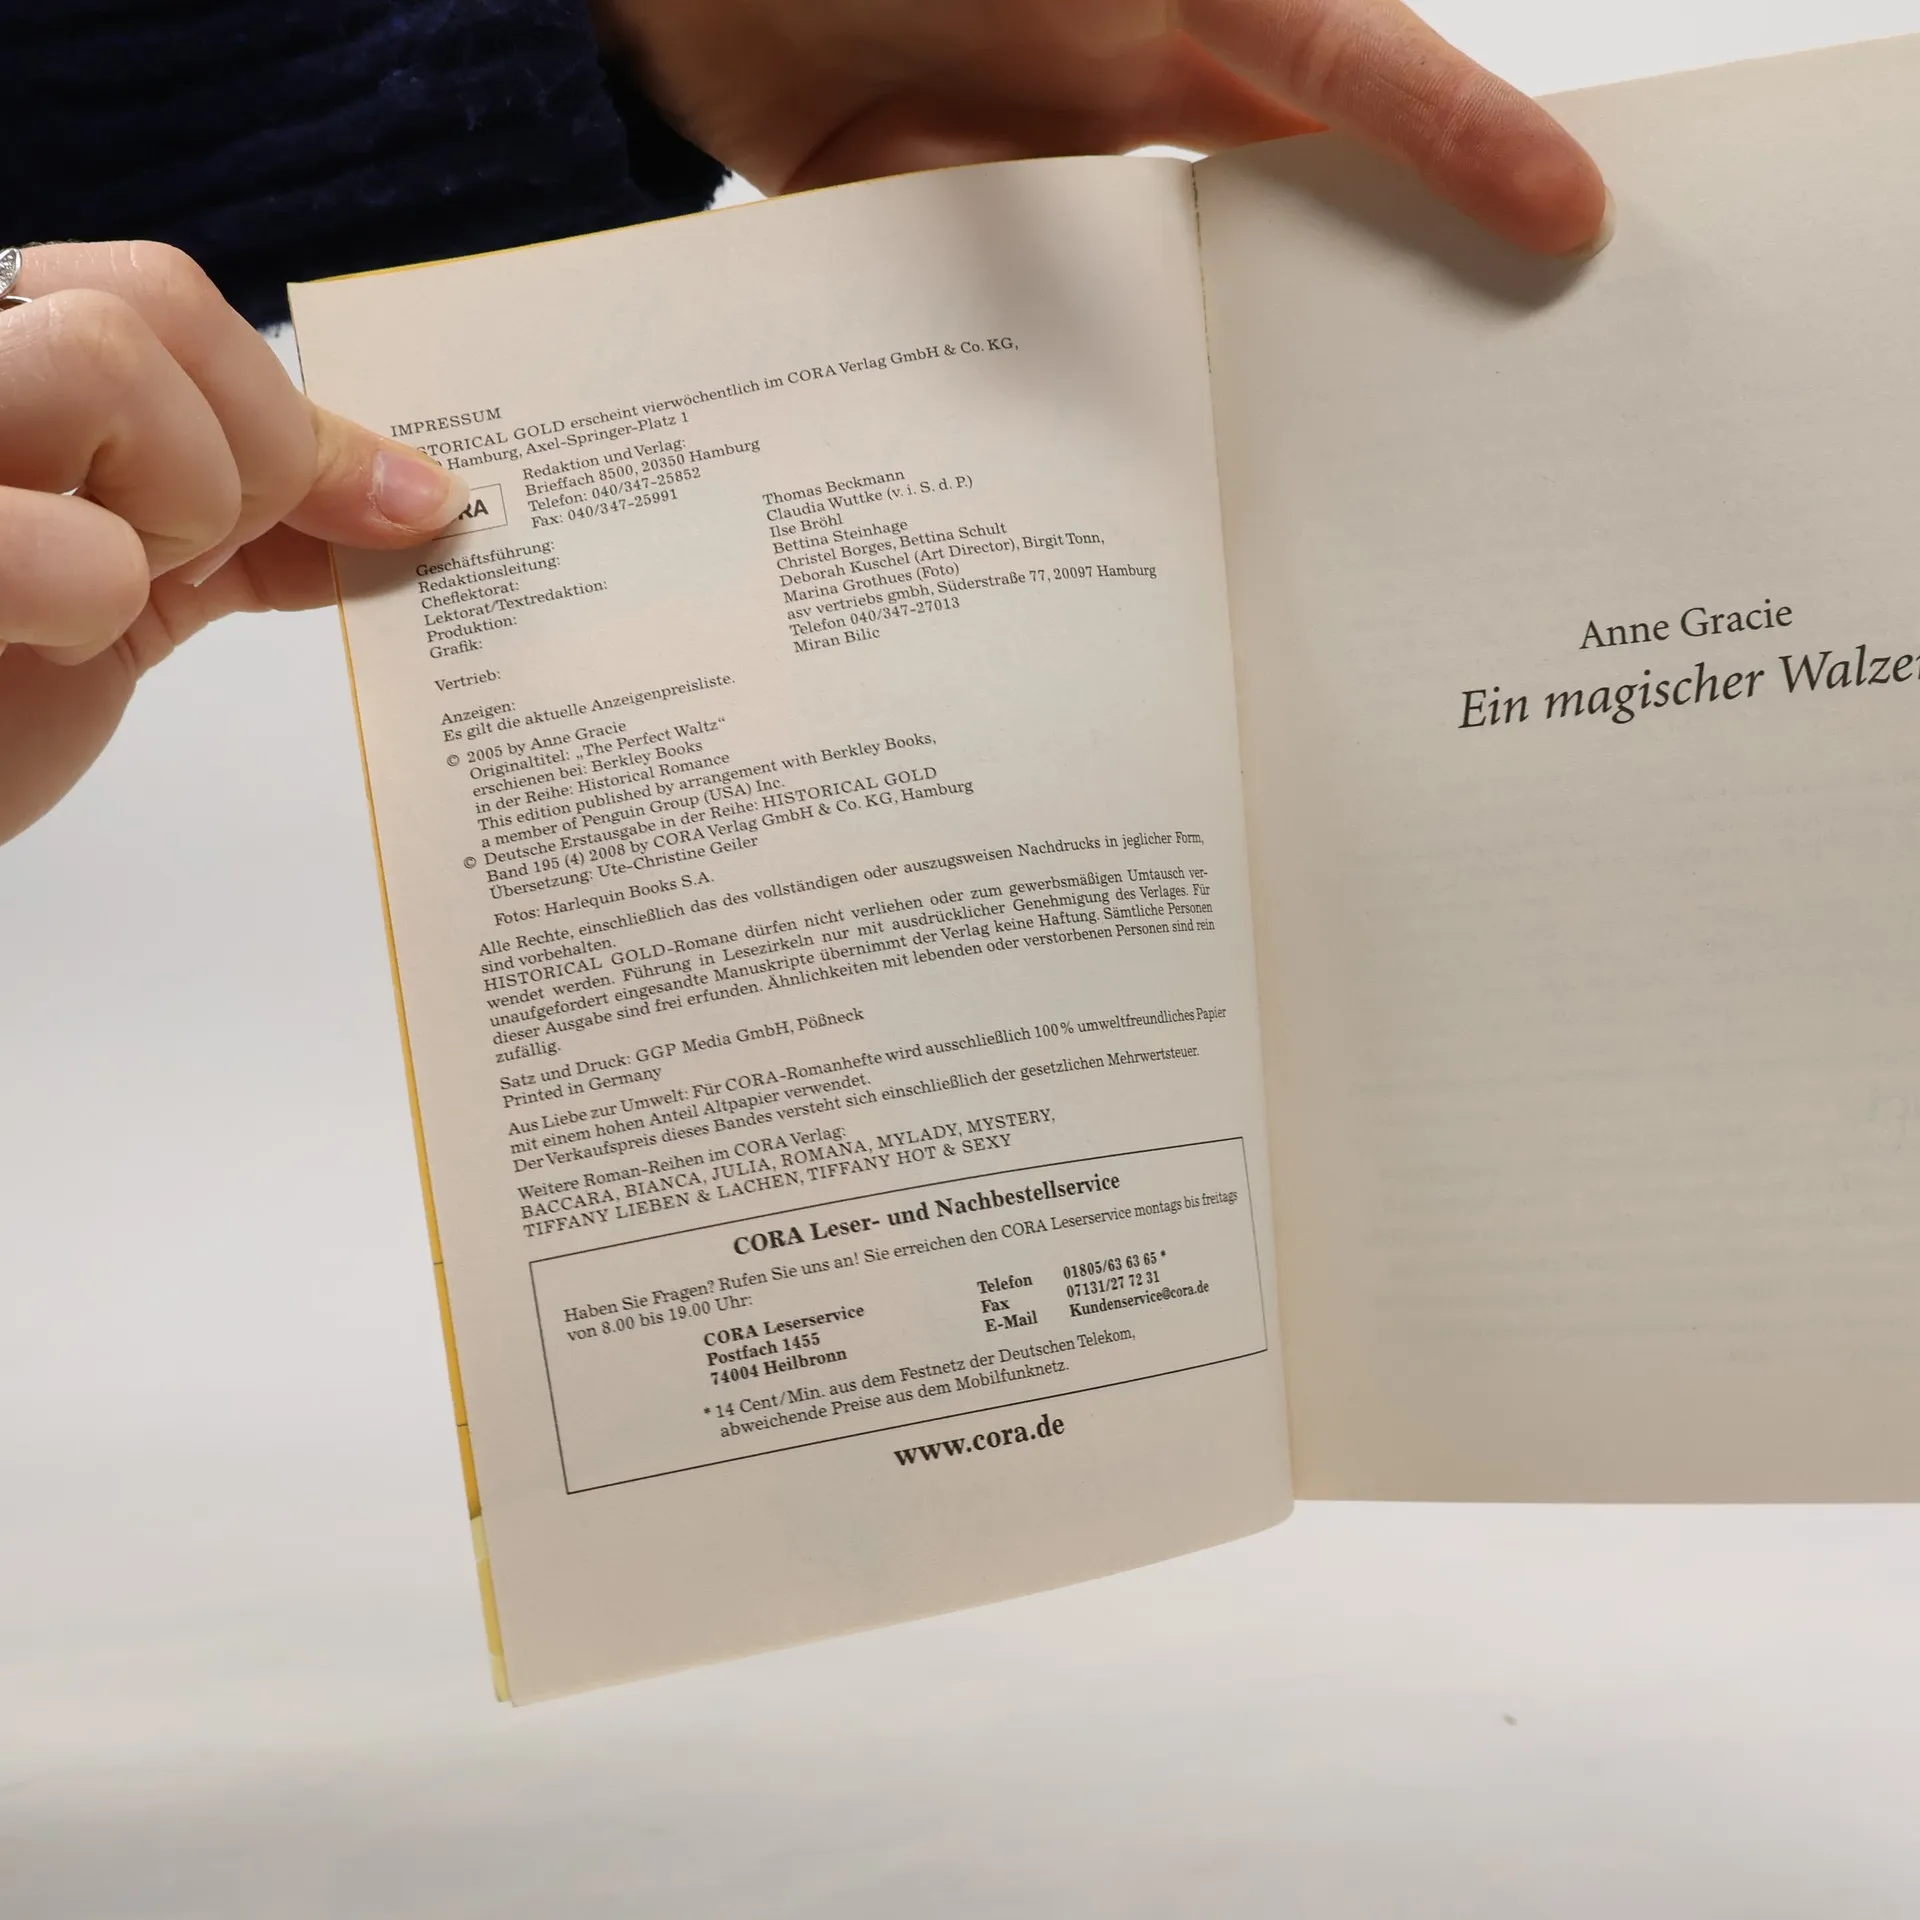 IMPRESSUM
STORICAL GOLD erscheint vierwöchentlich im CORA Verlag GmbH & Co. KG,
Hamburg, Axel-Springer-Platz 1
RA
Redaktion und Verlag:
Brieffach 8500, 20350 Hamburg
Telefon: 040/347-25852
Fax: 040/347-25991
Geschäftsführung:
Redaktionsleitung:
Cheflektorat:
Lektorat/Textredaktion:
Produktion:
Grafik:
Vertrieb:
Anzeigen:
Thomas Beckmann
Claudia Wuttke (v. i. S. d. P.)
Ilse Bröhl
Bettina Steinhage
Christel Borges, Bettina Schult
Deborah Kuschel (Art Director), Birgit Tonn,
Marina Grothues (Foto)
asv vertriebs gmbh, Süderstraße 77, 20097 Hamburg
Telefon 040/347-27013
Miran Bilic
Es gilt die aktuelle Anzeigenpreisliste.
© 2005 by Anne Gracie
Originaltitel: „The Perfect Waltz“
erschienen bei: Berkley Books
in der Reihe: Historical Romance
This edition published by arrangement with Berkley Books,
a member of Penguin Group (USA) Inc.
© Deutsche Erstausgabe in der Reihe: HISTORICAL GOLD
Band 195 (4) 2008 by CORA Verlag GmbH & Co. KG, Hamburg
Übersetzung: Ute-Christine Geiler
Fotos: Harlequin Books S.A.
Alle Rechte, einschließlich das des vollständigen oder auszugsweisen Nachdrucks in jeglicher Form,
sind vorbehalten.
HISTORICAL GOLD-Romane dürfen nicht verliehen oder zum gewerbsmäßigen Umtausch ver-
wendet werden. Führung in Lesezirkeln nur mit ausdrücklicher Genehmigung des Verlages. Für
unaufgefordert eingesandte Manuskripte übernimmt der Verlag keine Haftung. Sämtliche Personen
dieser Ausgabe sind frei erfunden. Ähnlichkeiten mit lebenden oder verstorbenen Personen sind rein
zufällig.
Satz und Druck: GGP Media GmbH, Pößneck
Printed in Germany
Aus Liebe zur Umwelt: Für CORA-Romanhefte wird ausschließlich 100% umweltfreundliches Papier
mit einem hohen Anteil Altpapier verwendet.
Der Verkaufspreis dieses Bandes versteht sich einschließlich der gesetzlichen Mehrwertsteuer.
Weitere Roman-Reihen im CORA Verlag:
BACCARA, BIANCA, JULIA, ROMANA, MYLADY, MYSTERY,
TIFFANY LIEBEN & LACHEN, TIFFANY HOT & SEXY
CORA Leser- und Nachbestellservice
Haben Sie Fragen? Rufen Sie uns an! Sie erreichen den CORA Leserservice montags bis freitags
von 8.00 bis 19.00 Uhr:
CORA Leserservice
Postfach 1455
74004 Heilbronn
Telefon 01805/63 63 65 *
Fax 07131/27 72 31
E-Mail Kundenservice@cora.de
* 14 Cent/Min. aus dem Festnetz der Deutschen Telekom,
abweichende Preise aus dem Mobilfunknetz.
www.cora.de
Anne Gracie
Ein magischer Walzer